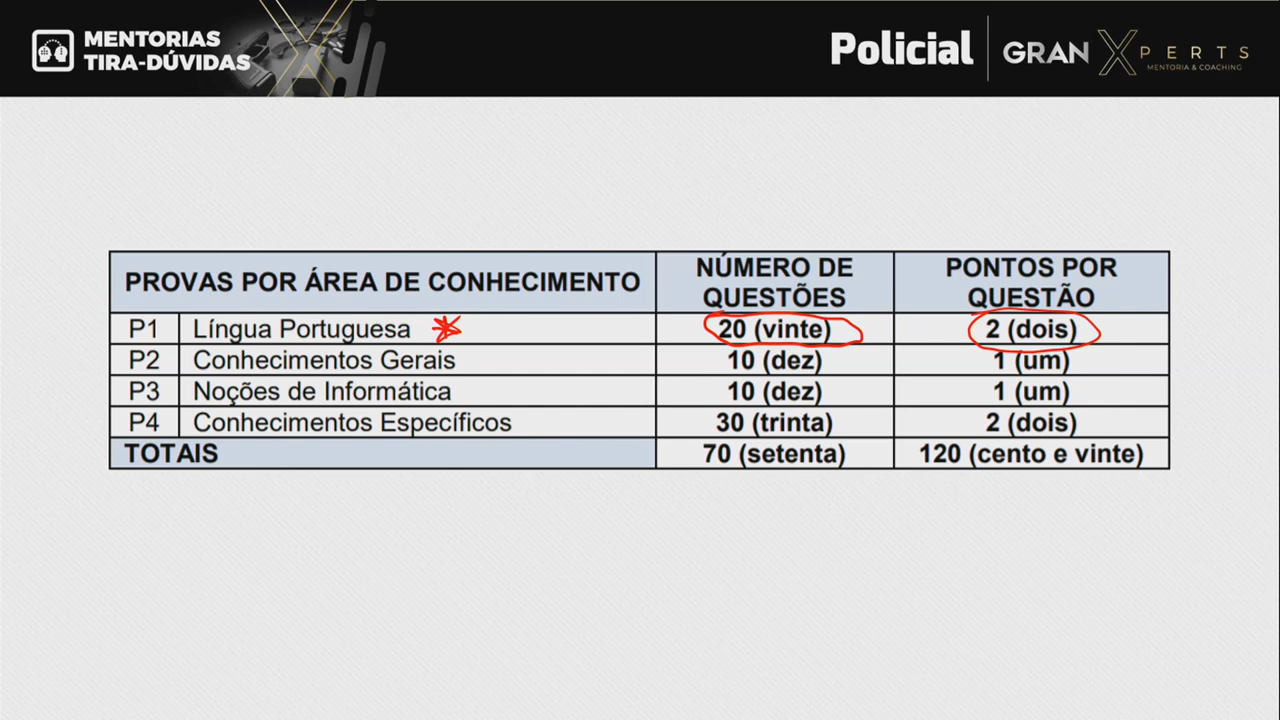 MENTORIAS
TIRA-DÚVIDAS
Policial
GRAN XPERTS
MENTORIA & COACHING
PROVAS POR ÁREA DE CONHECIMENTO NÚMERO DE QUESTÕES PONTOS POR QUESTÃO
P1 Língua Portuguesa 20 (vinte) 2 (dois)
P2 Conhecimentos Gerais 10 (dez) 1 (um)
P3 Noções de Informática 10 (dez) 1 (um)
P4 Conhecimentos Específicos 30 (trinta) 2 (dois)
TOTAIS 70 (setenta) 120 (cento e vinte)